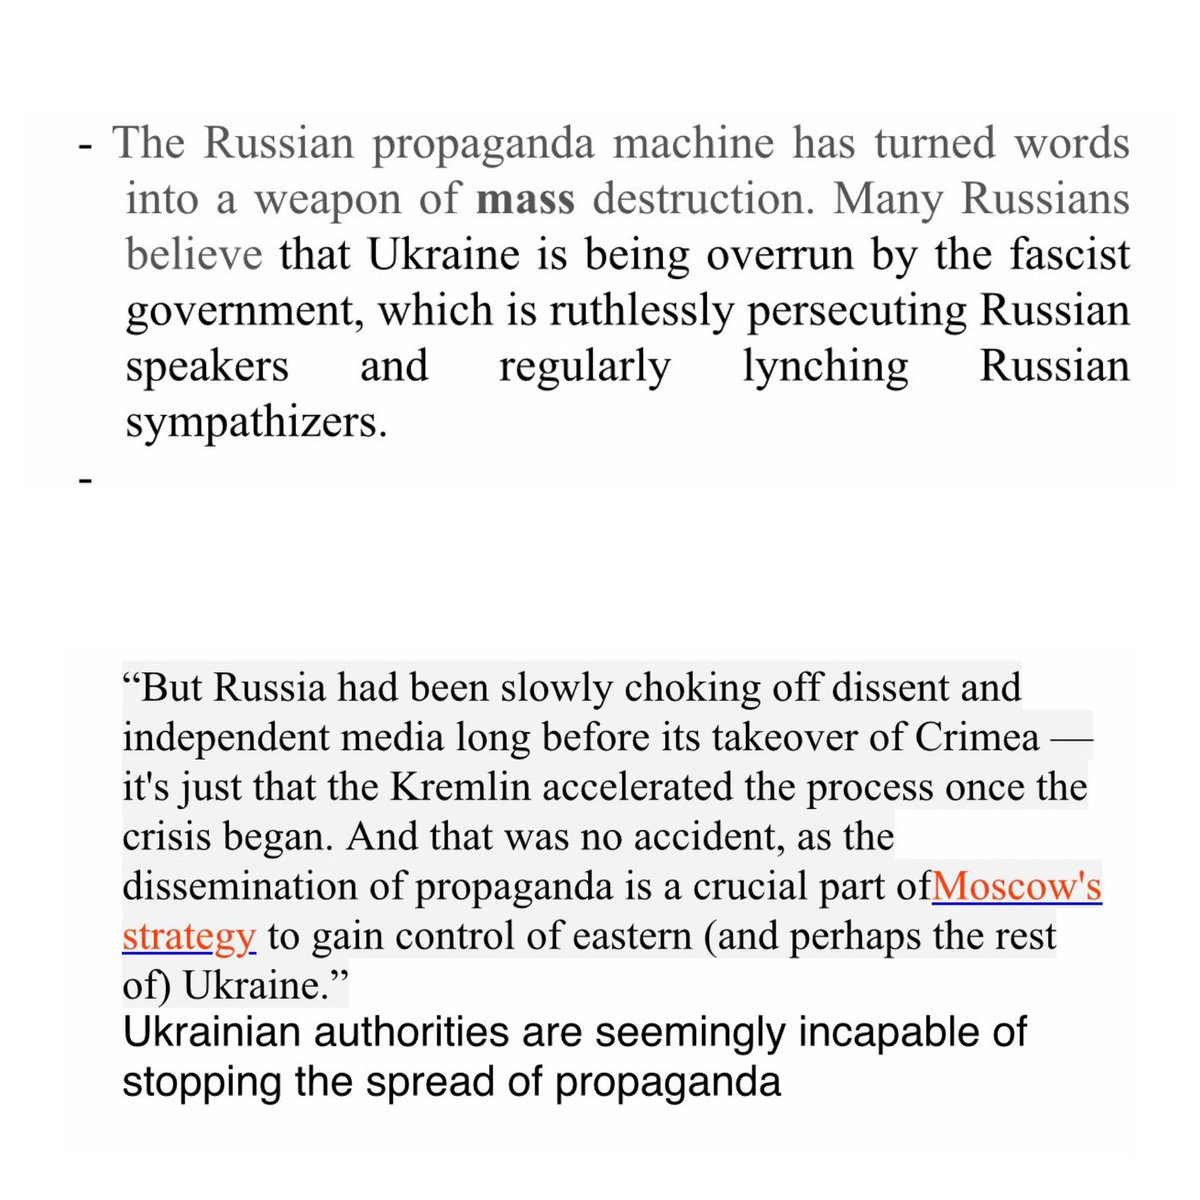 - The Russian propaganda machine has turned words
into a weapon of mass destruction. Many Russians
believe that Ukraine is being overrun by the fascist
government, which is ruthlessly persecuting Russian
speakers and regularly lynching Russian
sympathizers.
-
“But Russia had been slowly choking off dissent and
independent media long before its takeover of Crimea —
it's just that the Kremlin accelerated the process once the
crisis began. And that was no accident, as the
dissemination of propaganda is a crucial part ofMoscow's
strategy to gain control of eastern (and perhaps the rest
of) Ukraine.”
Ukrainian authorities are seemingly incapable of
stopping the spread of propaganda